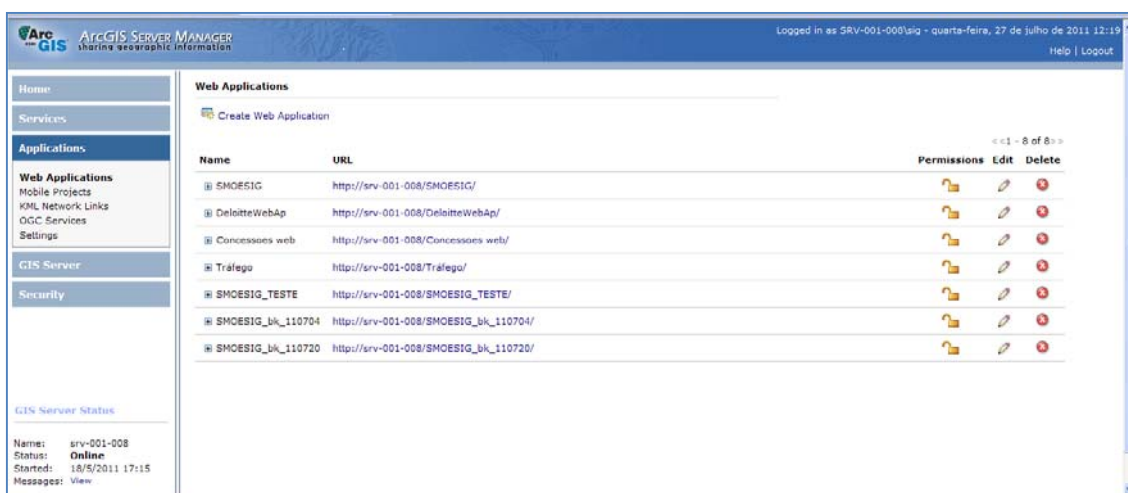 Arc GIS ArcGIS Server Manager
sharing geographic information
Logged in as SRV-001-008\sig - quarta-feira, 27 de julho de 2011 12:19
Help | Logout
Home
Services
Applications
Web Applications
Mobile Projects
KML Network Links
OGC Services
Settings
GIS Server
Security
GIS Server Status
Name: srv-001-008
Status: Online
Started: 18/5/2011 17:15
Messages: View
Web Applications
Create Web Application
<<1 - 8 of 8>>
Name URL Permissions Edit Delete
SMOESIG http://srv-001-008/SMOESIG/
DeloitteWebAp http://srv-001-008/DeloitteWebAp/
Concessoes web http://srv-001-008/Concessoes web/
Tráfego http://srv-001-008/Tráfego/
SMOESIG_TESTE http://srv-001-008/SMOESIG_TESTE/
SMOESIG_bk_110704 http://srv-001-008/SMOESIG_bk_110704/
SMOESIG_bk_110720 http://srv-001-008/SMOESIG_bk_110720/